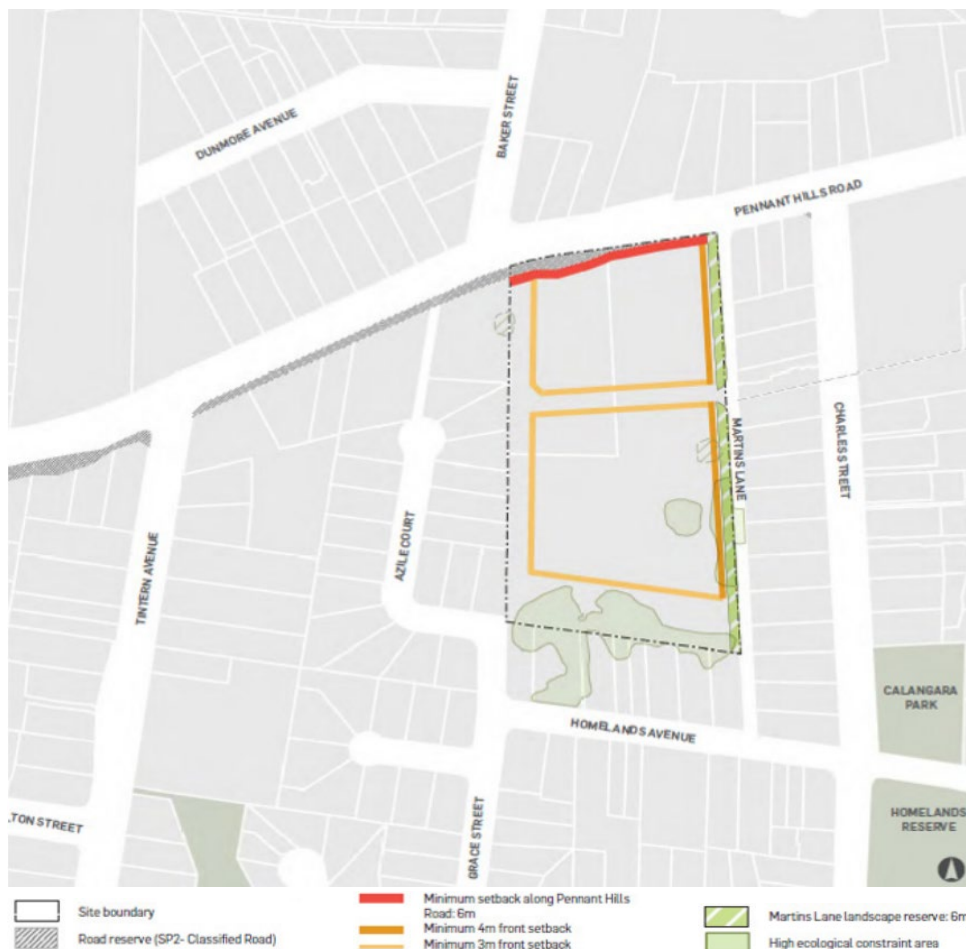 DUNMORE AVENUE
BAKER STREET
PENNANT HILLS ROAD
MARTINS LANE
CHARLES STREET
AZILE COURT
TINTERN AVENUE
CALANGARA
PARK
HOMELANDS AVENUE
HOMELANDS
RESERVE
LTON STREET
GRACE STREET
Site boundary
Road reserve (SP2- Classified Road)
Minimum setback along Pennant Hills
Road: 6m
Minimum 4m front setback
Minimum 3m front setback
Martins Lane landscape reserve: 6m
High ecological constraint area